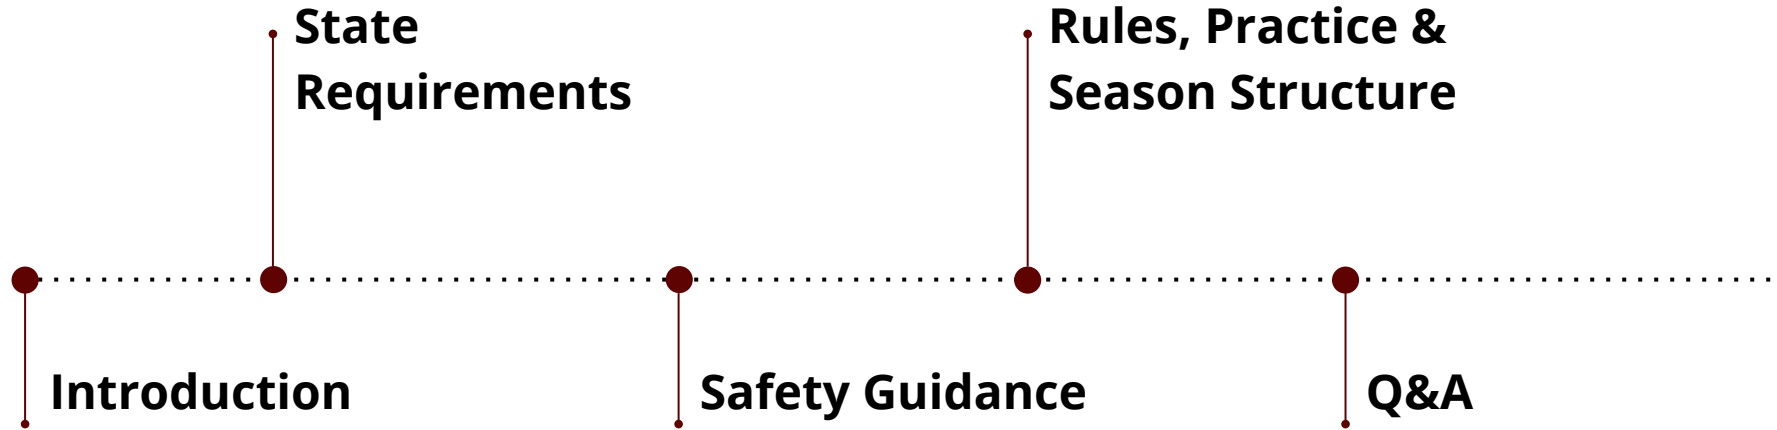 State
Requirements
Rules, Practice &
Season Structure
Introduction
Safety Guidance
Q&A